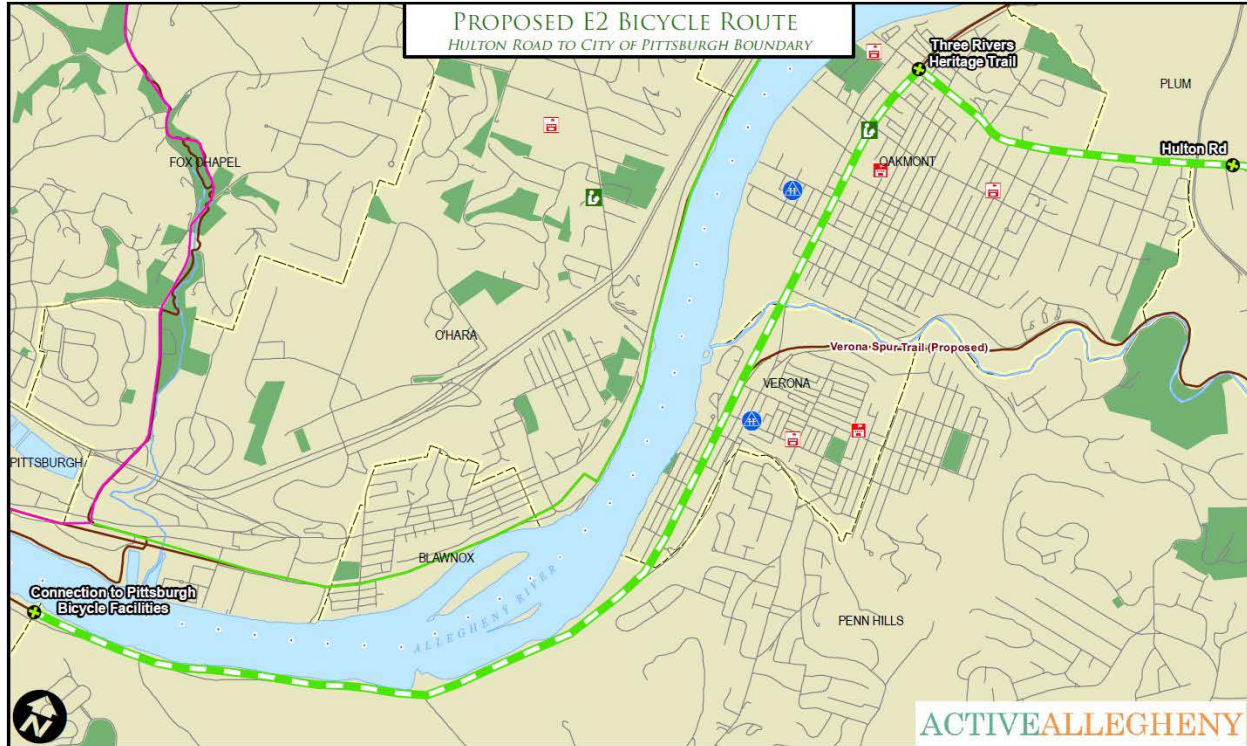 PROPOSED E2 BICYCLE ROUTE
HULTON ROAD TO CITY OF PITTSBURGH BOUNDARY
Three Rivers
Heritage Trail
PLUM
FOX CHAPEL
OAKMONT
Hulton Rd
O'HARA
Verona Spur Trail (Proposed)
VERONA
PITTSBURGH
BLAWNOX
Connection to Pittsburgh
Bicycle Facilities
ALLEGHENY RIVER
PENN HILLS
N
ACTIVEALLEGHENY